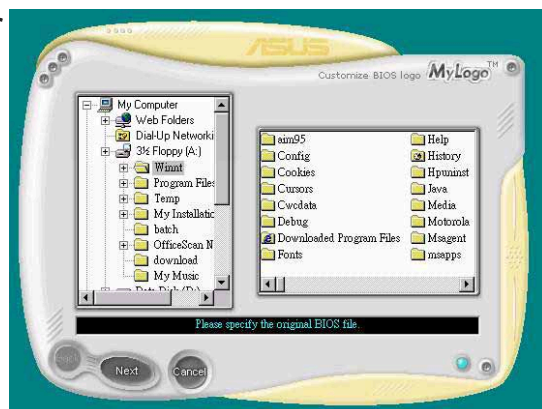 ASUS
Customize BIOS logo MyLogo™
My Computer
Web Folders
Dial-Up Networki
3½ Floppy (A:)
Winnt
Program Files
Temp
My Installatic
batch
OfficeScan N
download
My Music
aim95
Config
Cookies
Cursors
Cwcdata
Debug
Downloaded Program Files
Fonts
Help
History
Hpuninst
Java
Media
Motorola
Msagent
msapps
Please specify the original BIOS file.
Next
Cancel